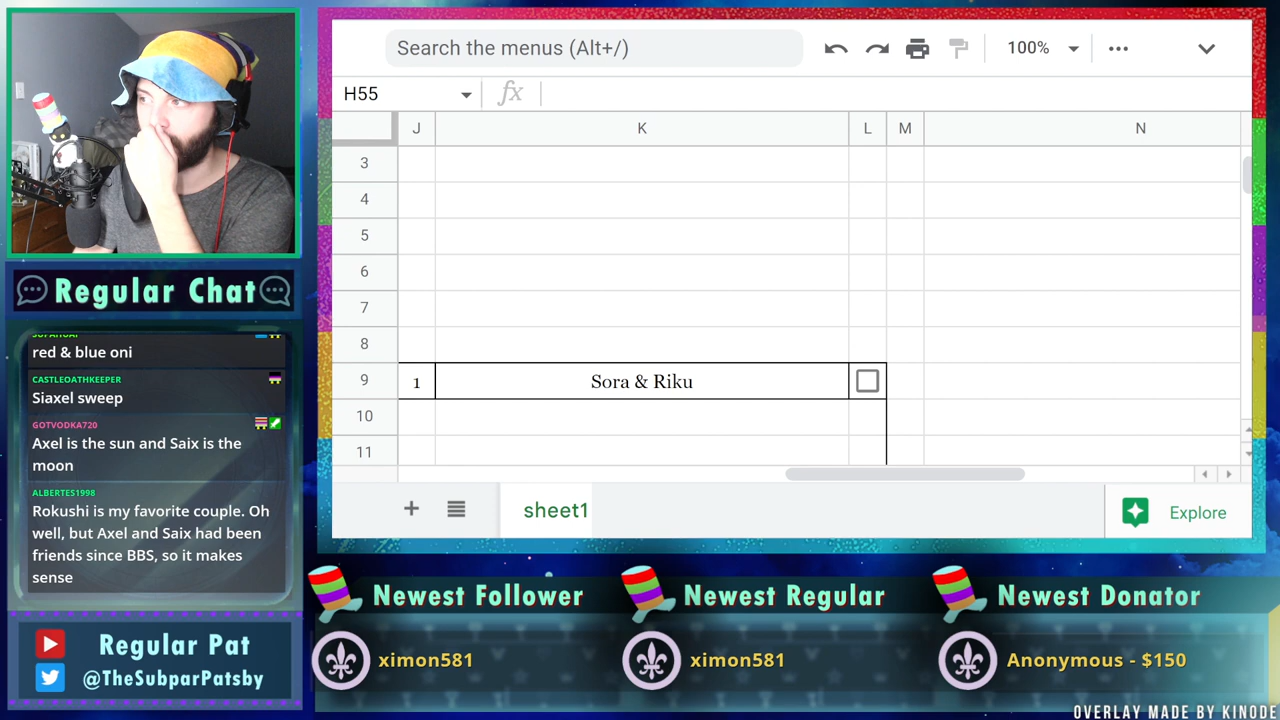 Search the menus (Alt+/)
100%
H55
fx
J K L M N
3
4
5
6
7
8
9 1 Sora & Riku
10
11
sheet1
Explore
Regular Chat
red & blue oni
CASTLEOATHKEEPER
Siaxel sweep
GOTVODKA720
Axel is the sun and Saix is the
moon
ALBERTES1998
Rokushi is my favorite couple. Oh
well, but Axel and Saix had been
friends since BBS, so it makes
sense
Regular Pat
@TheSubparPatsby
Newest Follower
ximon581
Newest Regular
ximon581
Newest Donator
Anonymous - $150
OVERLAY MADE BY KINODE